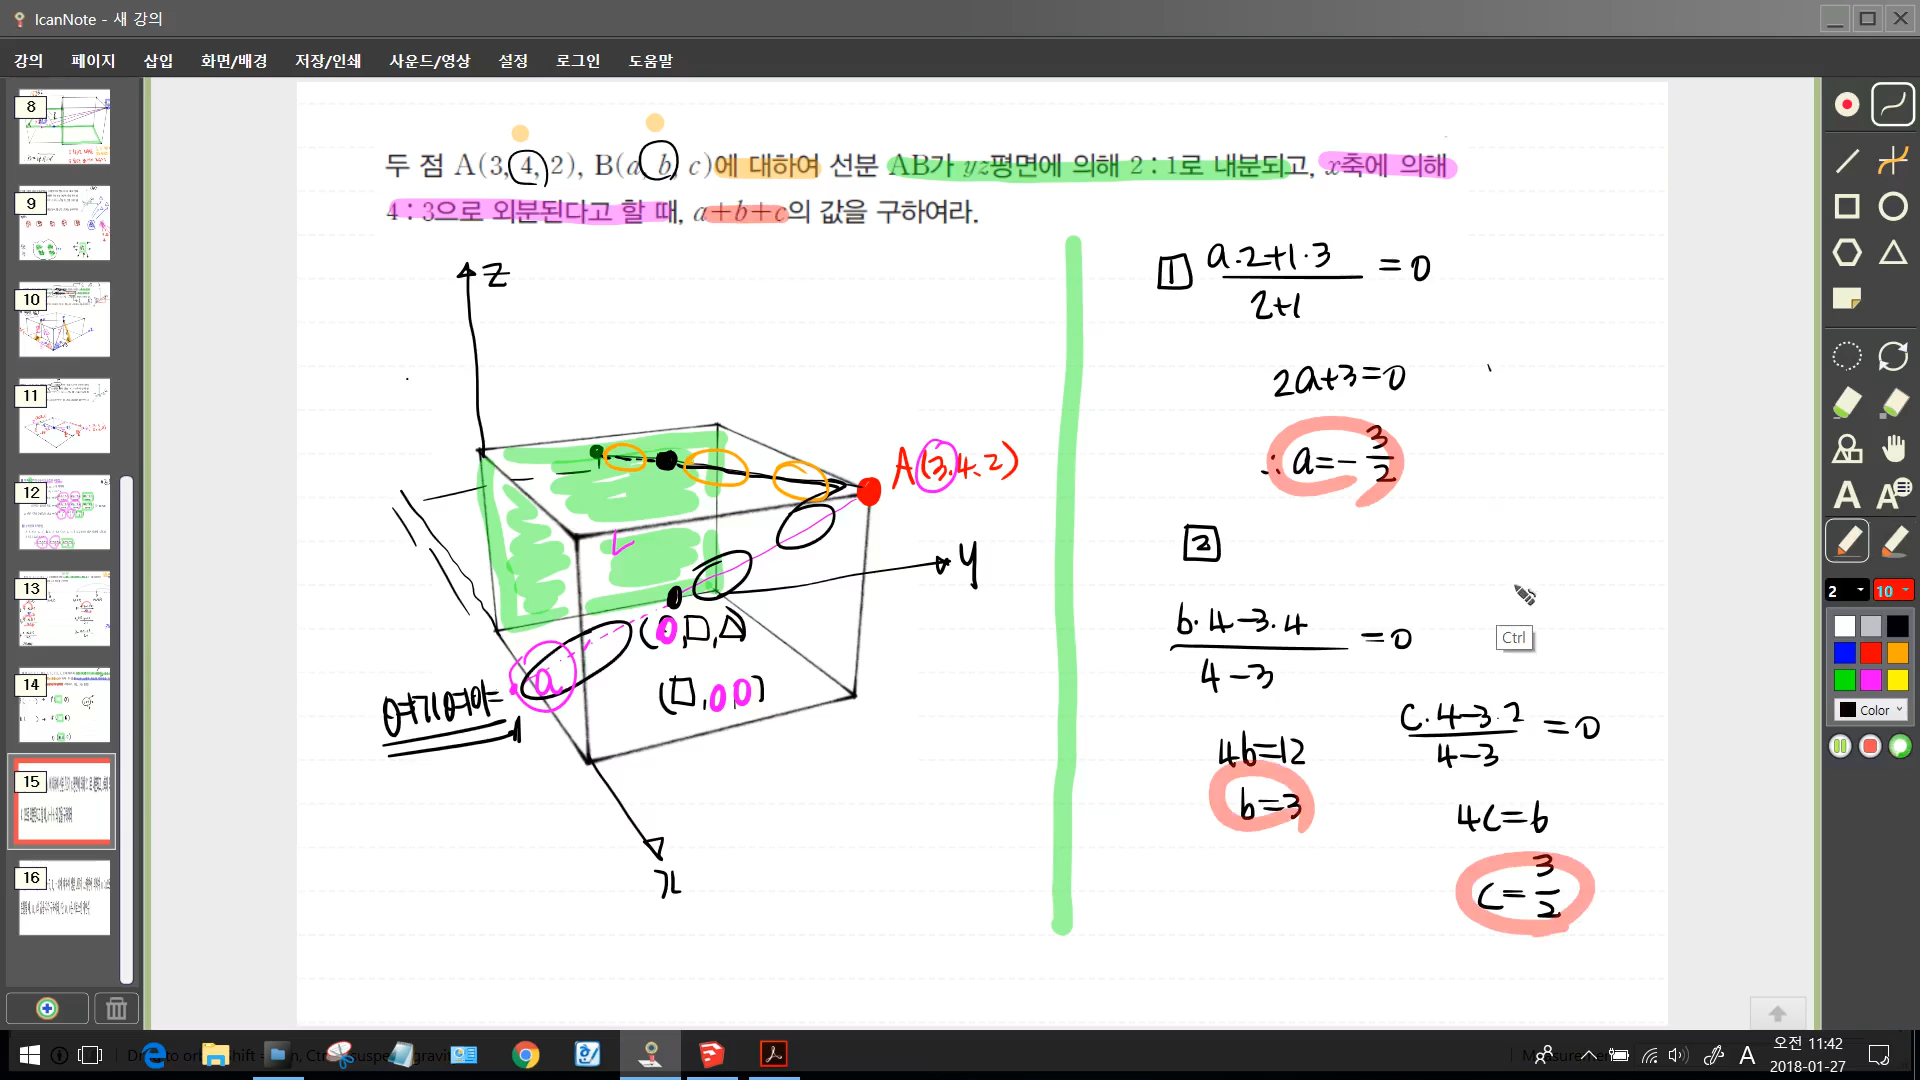 IcanNote - 새 강의
강의 페이지 삽입 화면/배경 저장/인쇄 사운드/영상 설정 로그인 도움말
8
9
10
11
12
13
14
15
16
두 점 A(3, 4, 2), B(a, b, c)에 대하여 선분 AB가 yz평면에 의해 2 : 1로 내분되고, x축에 의해
4 : 3으로 외분된다고 할 때, a+b+c의 값을 구하여라.
z
A(3.4.2)
y
(0,□,△)
a
(□,0 0)
x
1 a·2+1·3 / 2+1 =0
2a+3=0
∴ a=-3/2
2
b·4-3·4 / 4-3 =0
4b=12
b=3
c·4-3·2 / 4-3 =0
4c=6
c=3/2
Ctrl
A A
2 10
Color
A
오전 11:42
2018-01-27